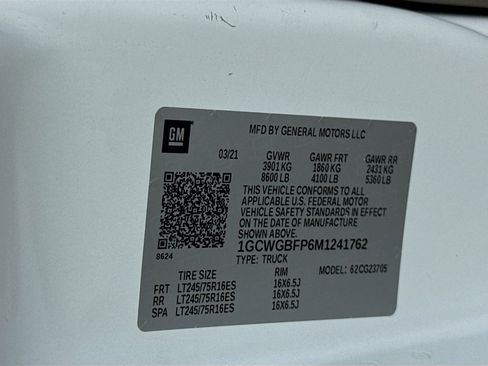 GM
MFD BY GENERAL MOTORS LLC
03/21 GVWR GAWR FRT GAWR RR
3901 KG 1860 KG 2431 KG
8600 LB 4100 LB 5360 LB
THIS VEHICLE CONFORMS TO ALL
APPLICABLE U.S. FEDERAL MOTOR
VEHICLE SAFETY STANDARDS IN EFFECT
ON THE DATE OF MANUFACTURE
SHOWN ABOVE.
1GCWGBFP6M1241762
8624 TYPE: TRUCK MODEL: 62CG23705
TIRE SIZE RIM
FRT LT245/75R16ES 16X6.5J
RR LT245/75R16ES 16X6.5J
SPA LT245/75R16ES 16X6.5J